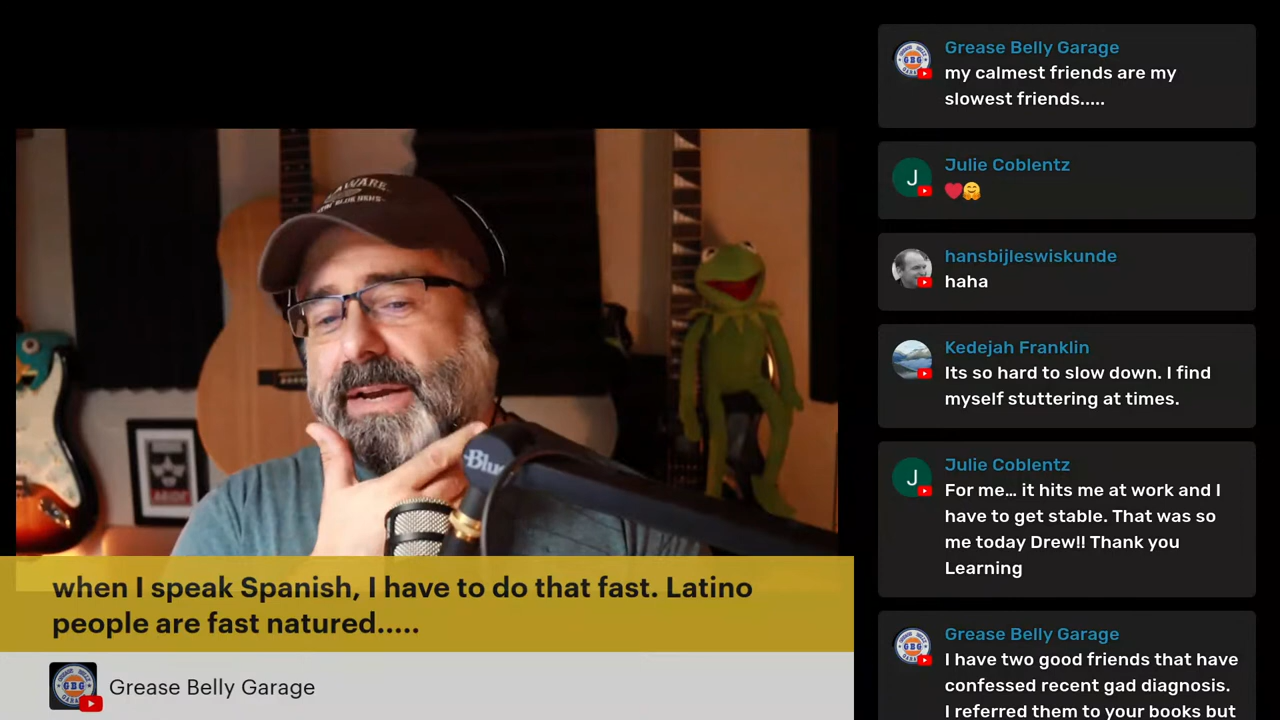 Grease Belly Garage
my calmest friends are my
slowest friends.....
Julie Coblentz
J
❤️🤗
hansbijleswiskunde
haha
Kedejah Franklin
Its so hard to slow down. I find
myself stuttering at times.
Julie Coblentz
J
For me… it hits me at work and I
have to get stable. That was so
me today Drew!! Thank you
Learning
Grease Belly Garage
I have two good friends that have
confessed recent gad diagnosis.
I referred them to your books but
Blue
when I speak Spanish, I have to do that fast. Latino
people are fast natured.....
GBG
Grease Belly Garage